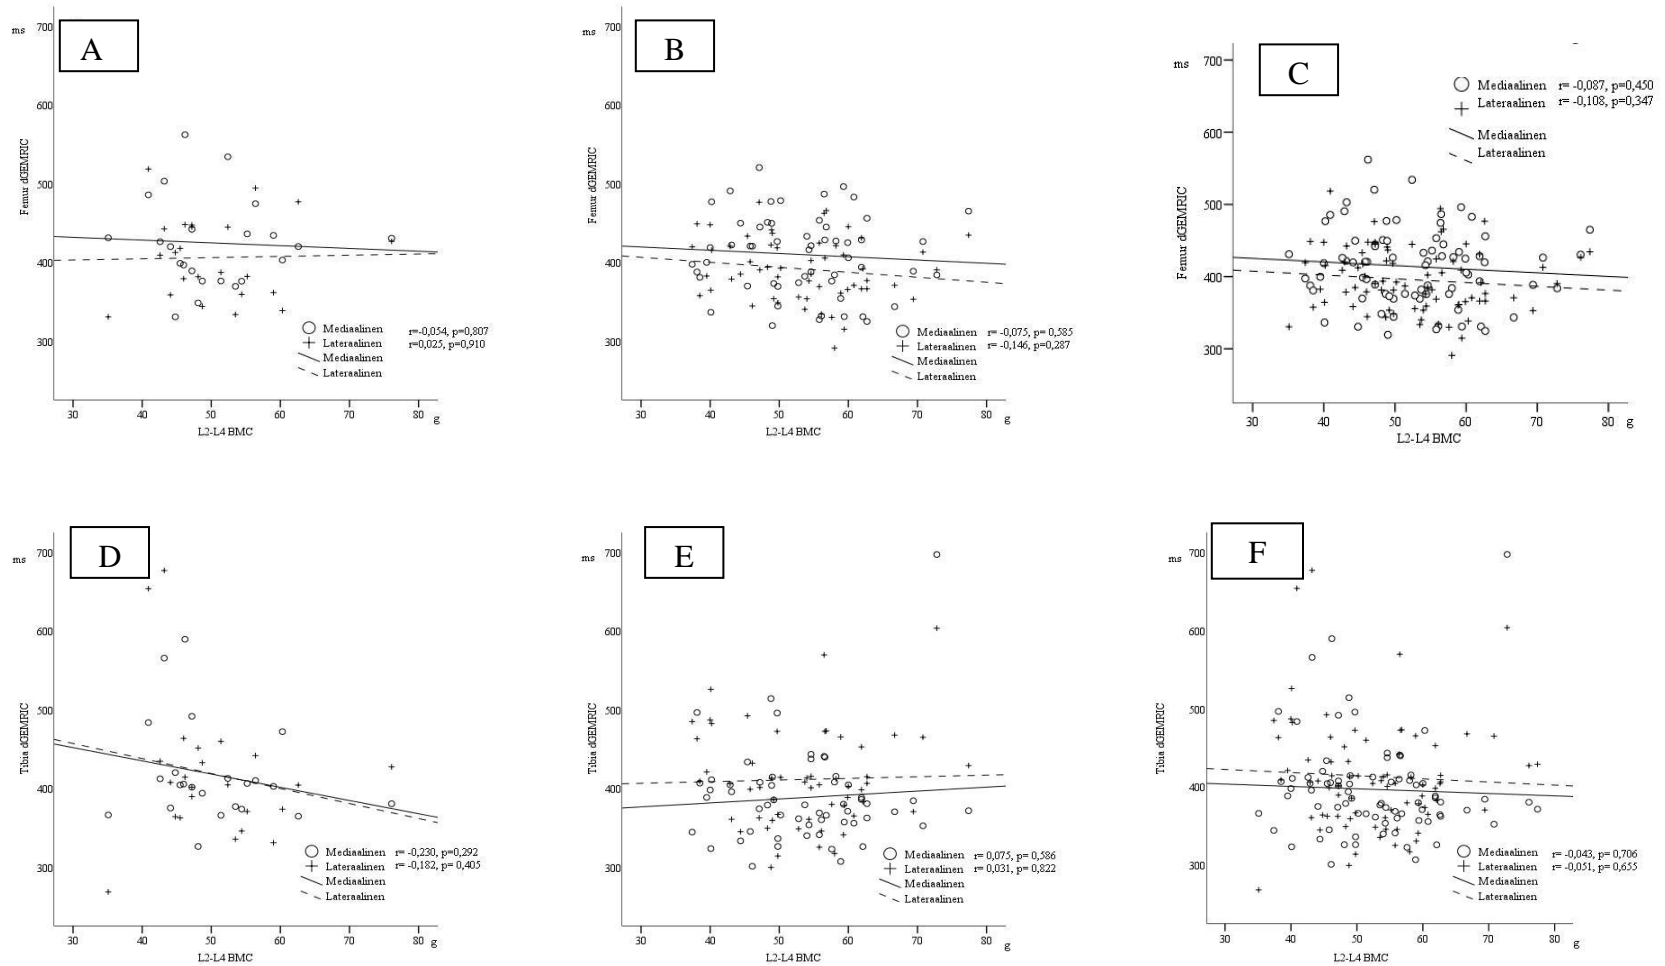 A
ms
700
600
500
400
300
Femur dGEMRIC
Mediaalinen r=-0,054, p=0,807
Lateraalinen r=0,025, p=0,910
Mediaalinen
Lateraalinen
30 40 50 60 70 80 g
L2-L4 BMC
B
ms
700
600
500
400
300
Femur dGEMRIC
Mediaalinen r= -0,075, p= 0,585
Lateraalinen r= -0,146, p=0,287
Mediaalinen
Lateraalinen
30 40 50 60 70 80 g
L2-L4 BMC
C
ms
700
600
500
400
300
Femur dGEMRIC
Mediaalinen r= -0,087, p=0,450
Lateraalinen r= -0,108, p=0,347
Mediaalinen
Lateraalinen
30 40 50 60 70 80 g
L2-L4 BMC
D
ms
700
600
500
400
300
Tibia dGEMRIC
Mediaalinen r= -0,230, p=0,292
Lateraalinen r= -0,182, p= 0,405
Mediaalinen
Lateraalinen
30 40 50 60 70 80 g
L2-L4 BMC
E
ms
700
600
500
400
300
Tibia dGEMRIC
Mediaalinen r= 0,075, p= 0,586
Lateraalinen r= 0,031, p= 0,822
Mediaalinen
Lateraalinen
30 40 50 60 70 80 g
L2-L4 BMC
F
ms
700
600
500
400
300
Tibia dGEMRIC
Mediaalinen r= -0,043, p= 0,706
Lateraalinen r= -0,051, p= 0,655
Mediaalinen
Lateraalinen
30 40 50 60 70 80 g
L2-L4 BMC